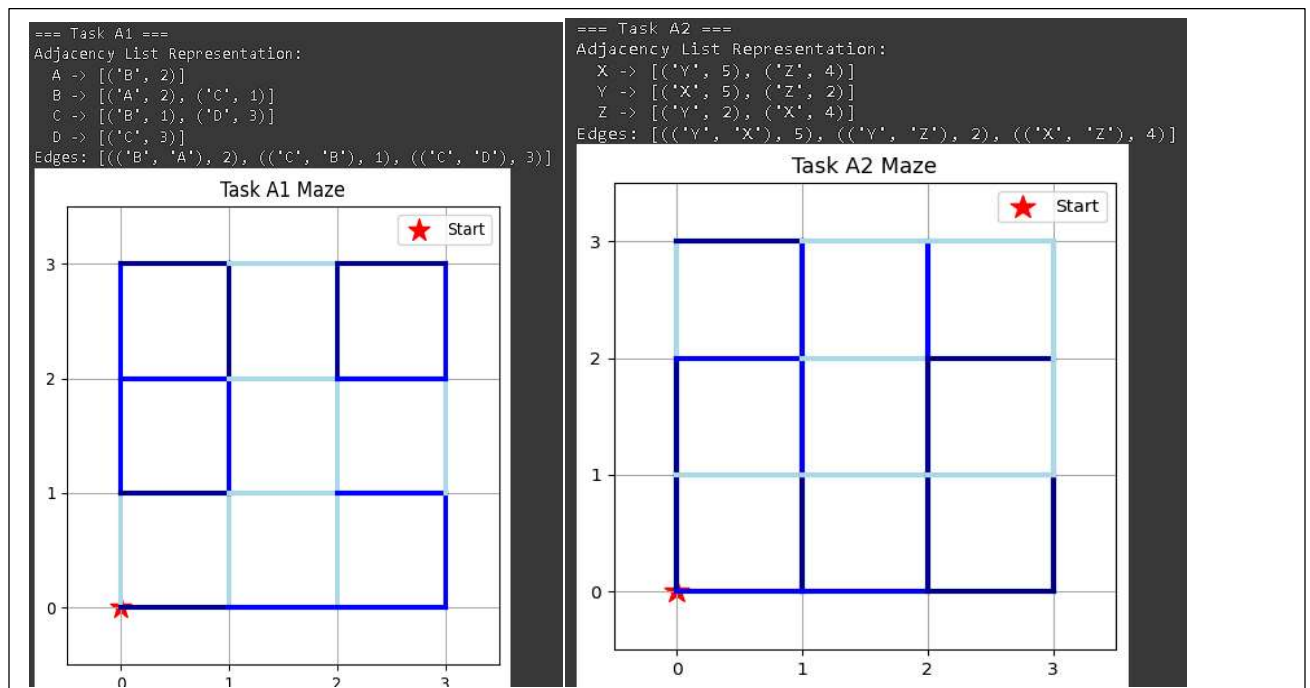 === Task A1 ===
Adjacency List Representation:
A -> [('B', 2)]
B -> [('A', 2), ('C', 1)]
C -> [('B', 1), ('D', 3)]
D -> [('C', 3)]
Edges: [(('B', 'A'), 2), (('C', 'B'), 1), (('C', 'D'), 3)]
Task A1 Maze
Start
3
2
1
0
0 1 2 3
=== Task A2 ===
Adjacency List Representation:
X -> [('Y', 5), ('Z', 4)]
Y -> [('X', 5), ('Z', 2)]
Z -> [('Y', 2), ('X', 4)]
Edges: [(('Y', 'X'), 5), (('Y', 'Z'), 2), (('X', 'Z'), 4)]
Task A2 Maze
Start
3
2
1
0
0 1 2 3